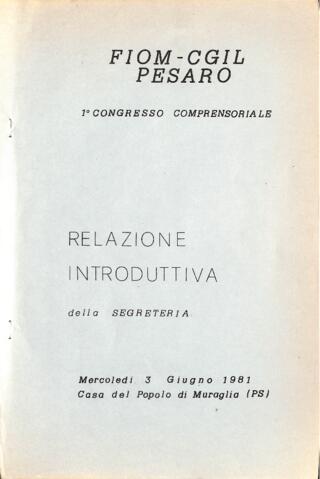 FIOM-CGIL
PESARO
1° CONGRESSO COMPRENSORIALE
RELAZIONE
INTRODUTTIVA
della SEGRETERIA
Mercoledi 3 Giugno 1981
Casa del Popolo di Muraglia (PS)